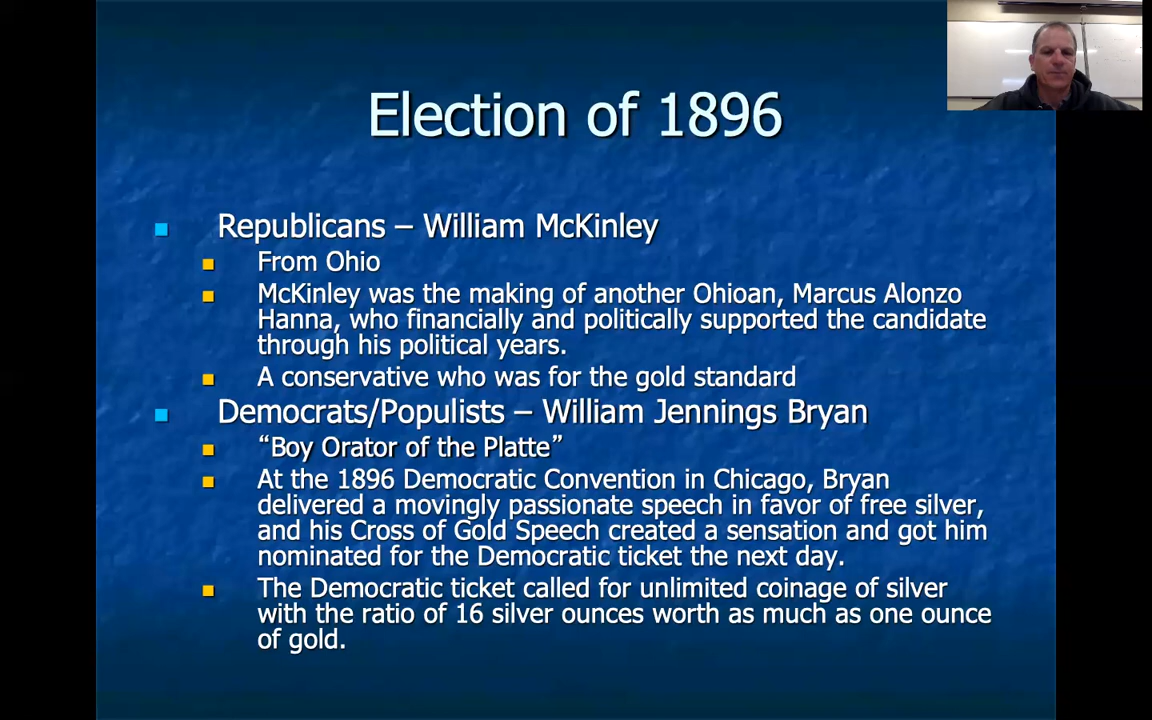 Election of 1896
Republicans – William McKinley
From Ohio
McKinley was the making of another Ohioan, Marcus Alonzo
Hanna, who financially and politically supported the candidate
through his political years.
A conservative who was for the gold standard
Democrats/Populists – William Jennings Bryan
“Boy Orator of the Platte”
At the 1896 Democratic Convention in Chicago, Bryan
delivered a movingly passionate speech in favor of free silver,
and his Cross of Gold Speech created a sensation and got him
nominated for the Democratic ticket the next day.
The Democratic ticket called for unlimited coinage of silver
with the ratio of 16 silver ounces worth as much as one ounce
of gold.